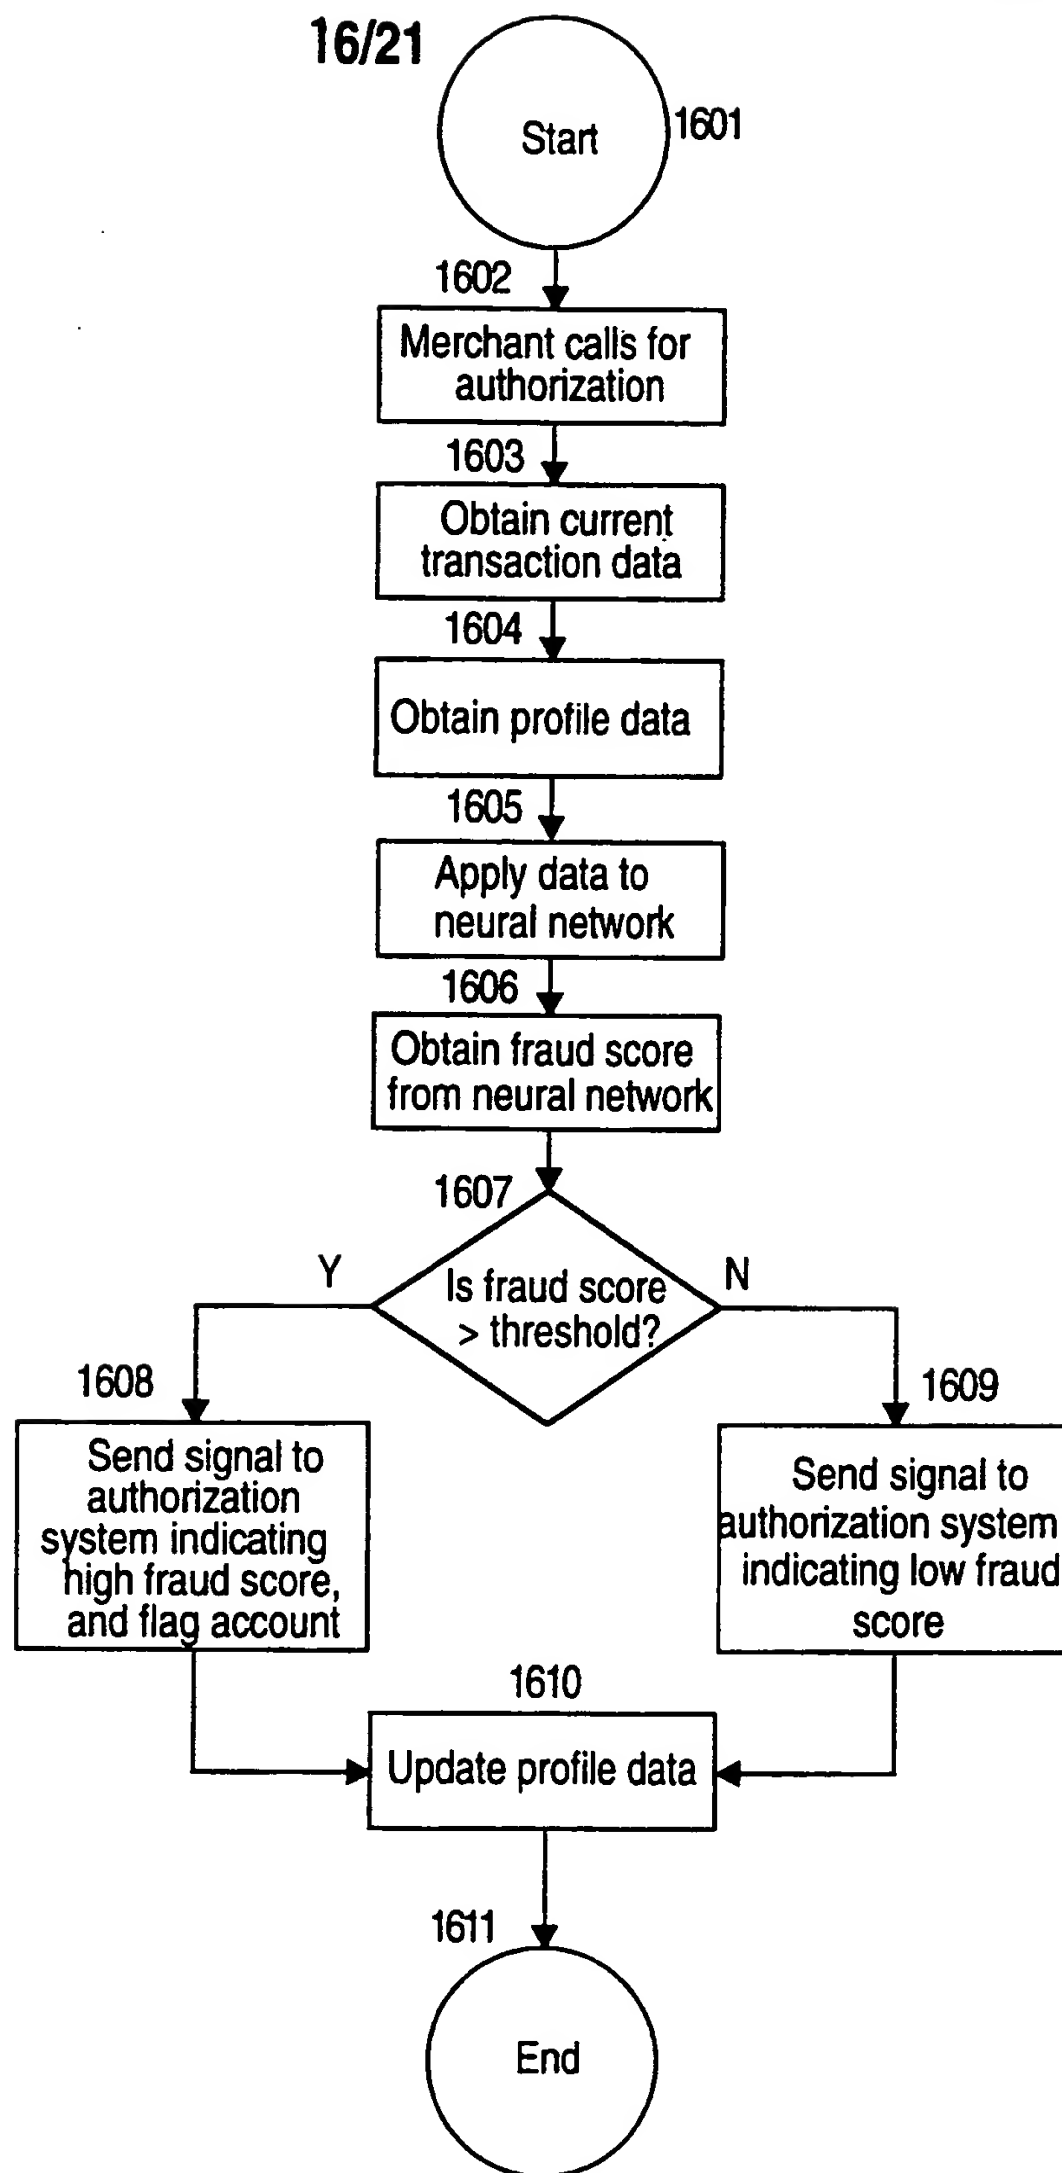 16/21
Start
1601
1602
Merchant calls for
authorization
1603
Obtain current
transaction data
1604
Obtain profile data
1605
Apply data to
neural network
1606
Obtain fraud score
from neural network
1607
Y
Is fraud score
> threshold?
N
1608
Send signal to
authorization
system indicating
high fraud score,
and flag account
1609
Send signal to
authorization system
indicating low fraud
score
1610
Update profile data
1611
End